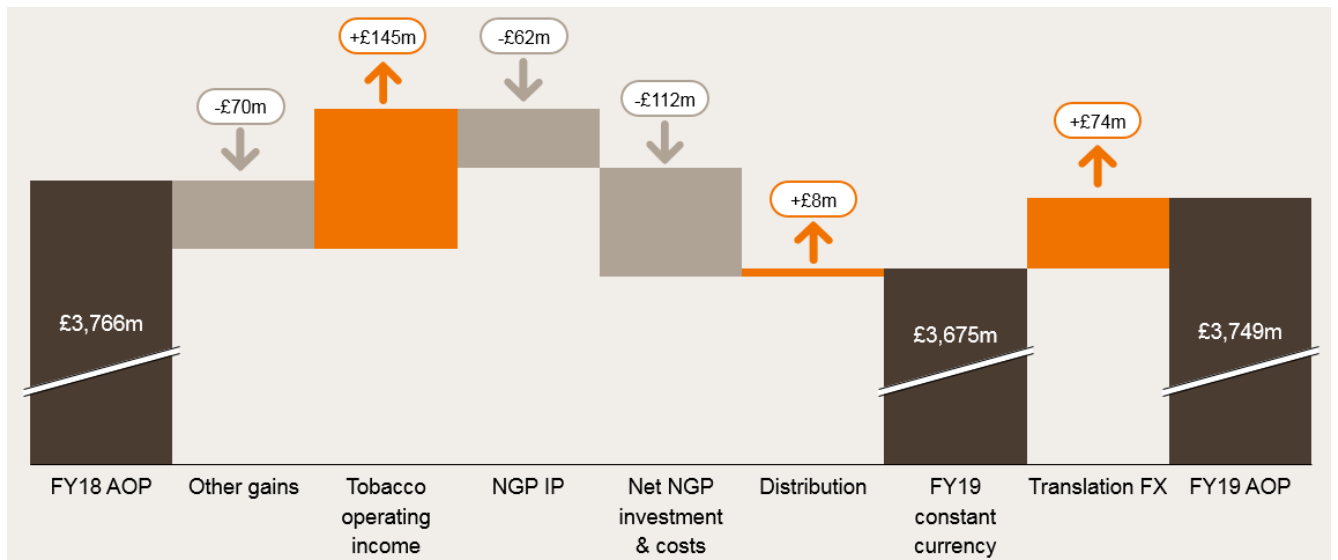 +£145m
-£62m
-£70m
-£112m
+£74m
+£8m
£3,766m
£3,675m
£3,749m
FY18 AOP
Other gains
Tobacco
operating
income
NGP IP
Net NGP
investment
& costs
Distribution
FY19
constant
currency
Translation FX
FY19 AOP